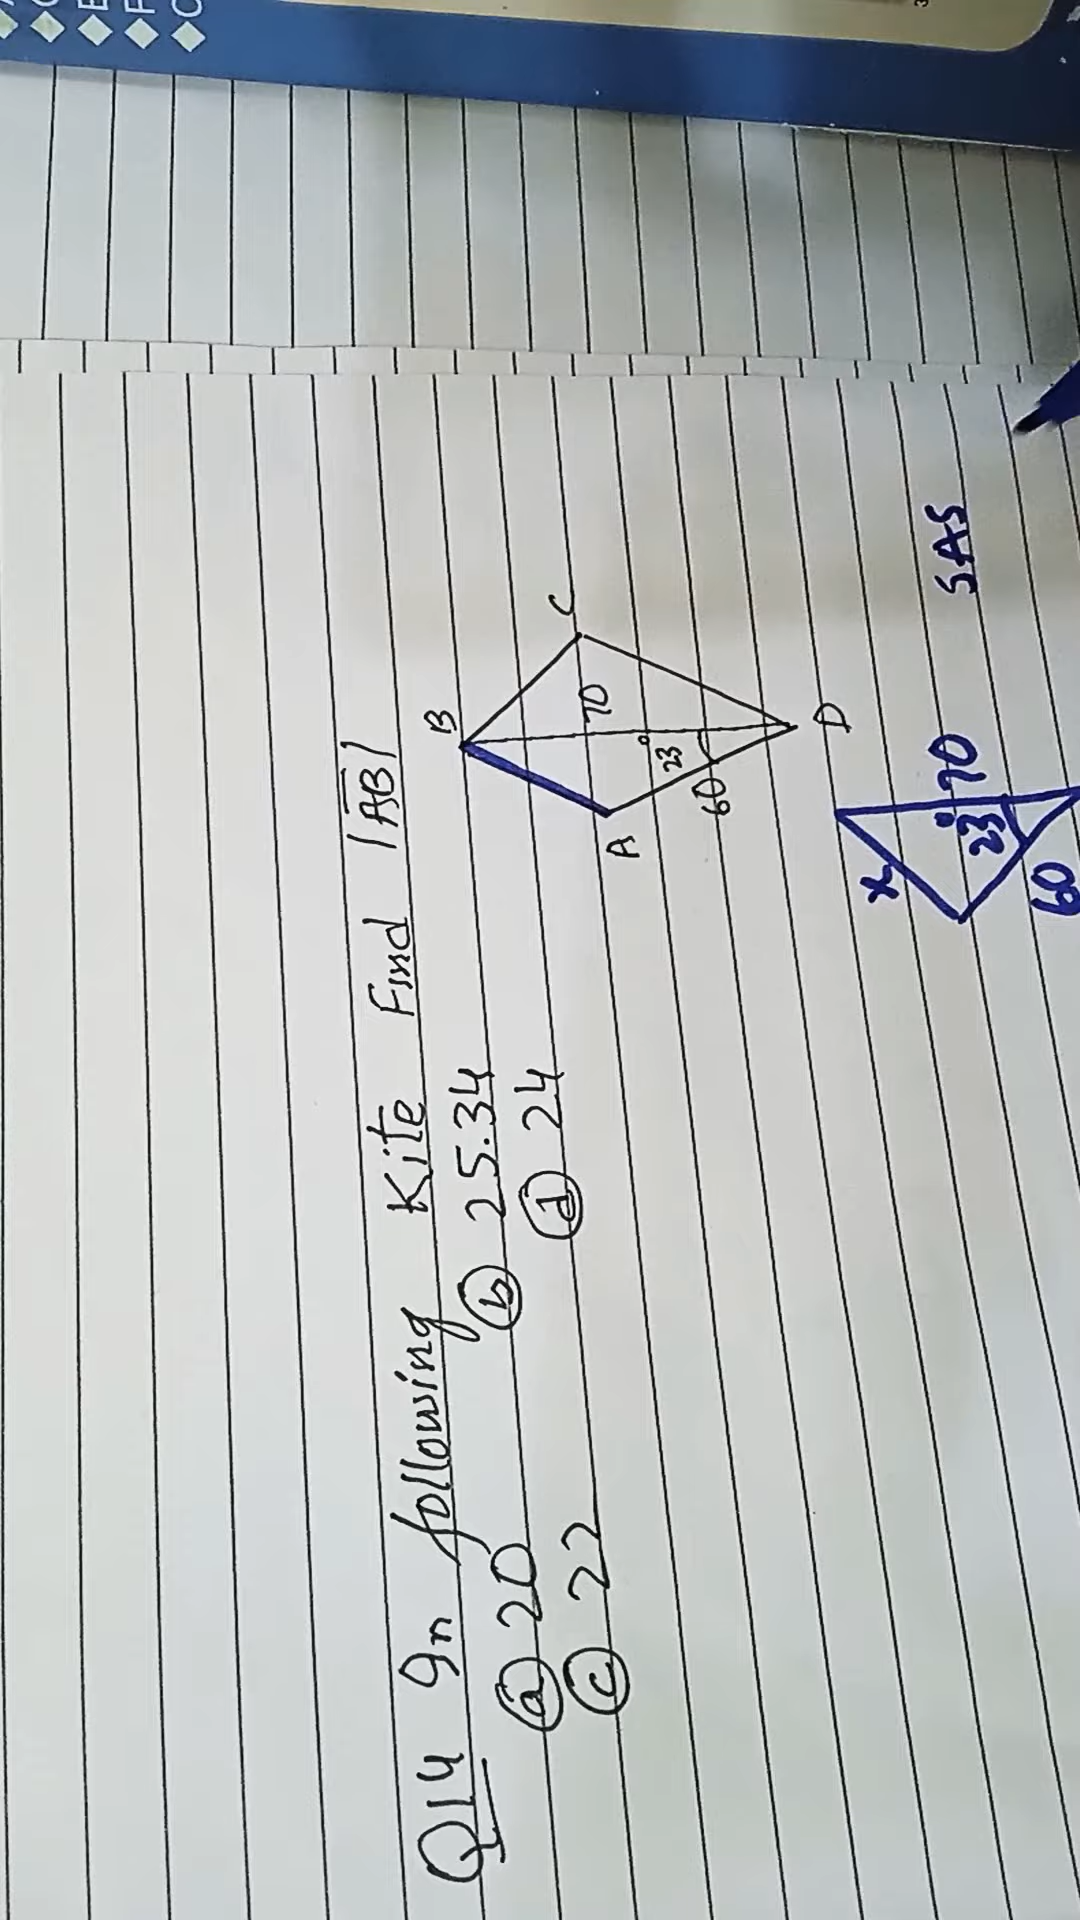 Q14 In following Kite Find |AB|
(a) 20 (b) 25.34
(c) 22 (d) 24
B
A
C
70
23°
60
D
x
23°
70
60
SAS